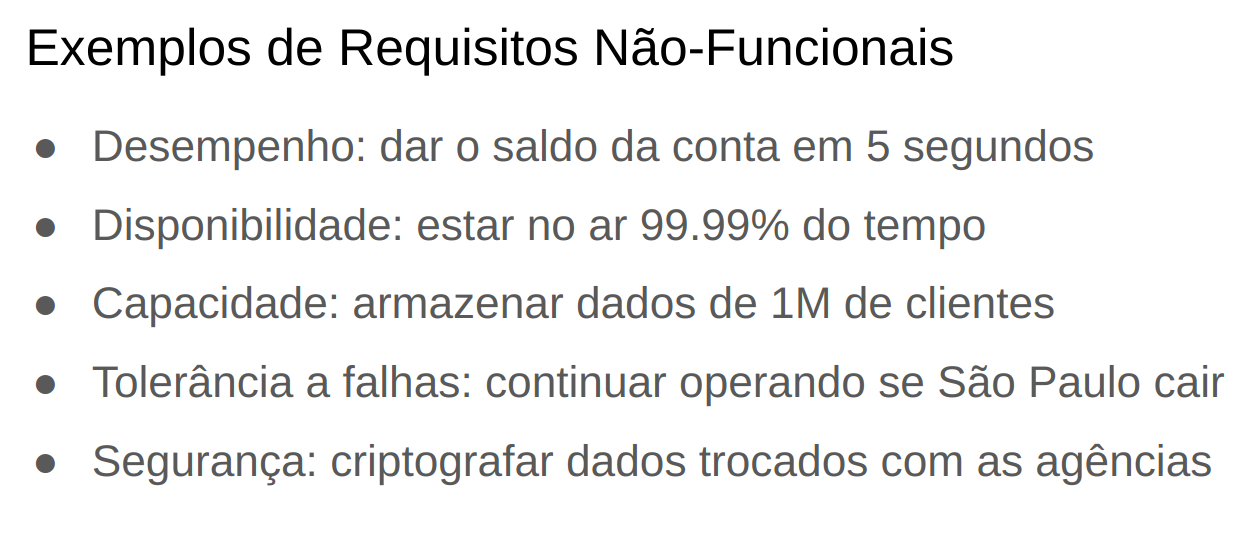 Exemplos de Requisitos Não-Funcionais
● Desempenho: dar o saldo da conta em 5 segundos
● Disponibilidade: estar no ar 99.99% do tempo
● Capacidade: armazenar dados de 1M de clientes
● Tolerância a falhas: continuar operando se São Paulo cair
● Segurança: criptografar dados trocados com as agências